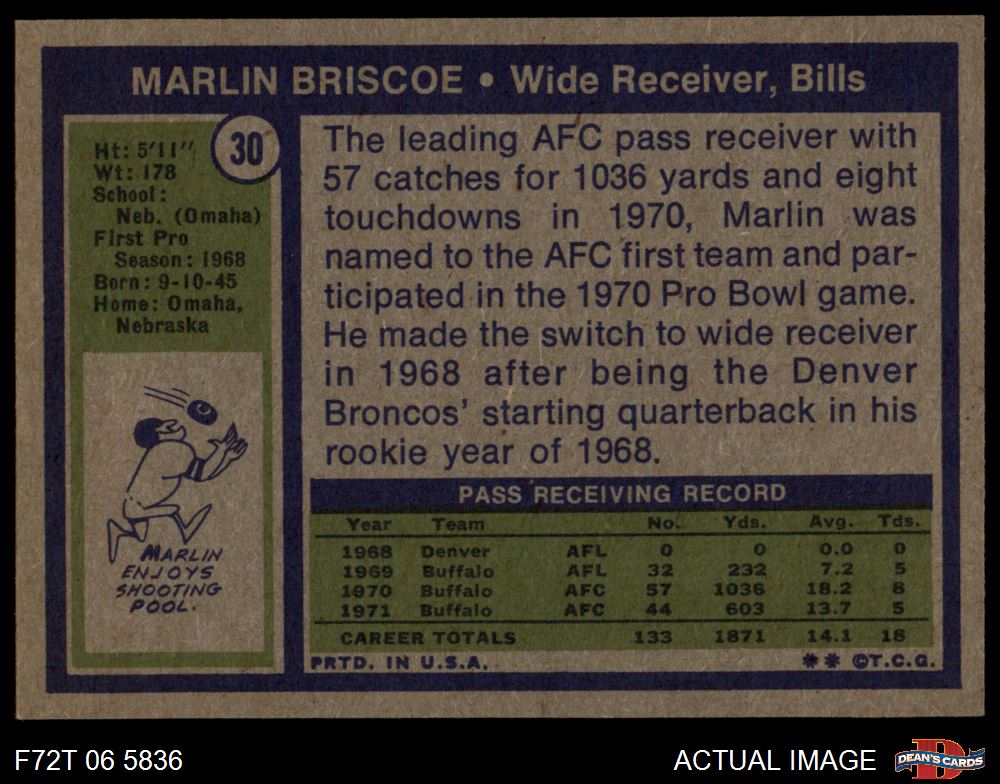 MARLIN BRISCOE • Wide Receiver, Bills
30
Ht: 5'11"
Wt: 178
School:
Neb. (Omaha)
First Pro
Season: 1968
Born: 9-10-45
Home: Omaha,
Nebraska
MARLIN
ENJOYS
SHOOTING
POOL.
The leading AFC pass receiver with
57 catches for 1036 yards and eight
touchdowns in 1970, Marlin was
named to the AFC first team and par-
ticipated in the 1970 Pro Bowl game.
He made the switch to wide receiver
in 1968 after being the Denver
Broncos' starting quarterback in his
rookie year of 1968.
PASS RECEIVING RECORD
Year Team No. Yds. Avg. Tds.
1968 Denver AFL 0 0 0.0 0
1969 Buffalo AFL 32 232 7.2 5
1970 Buffalo AFC 57 1036 18.2 8
1971 Buffalo AFC 44 603 13.7 5
CAREER TOTALS 133 1871 14.1 18
PRTD. IN U.S.A. ** ©T.C.G.
F72T 06 5836
ACTUAL IMAGE
D
DEAN'S CARDS